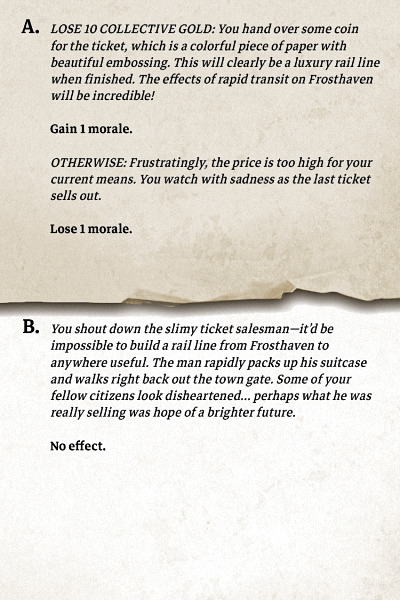 A. LOSE 10 COLLECTIVE GOLD: You hand over some coin
for the ticket, which is a colorful piece of paper with
beautiful embossing. This will clearly be a luxury rail line
when finished. The effects of rapid transit on Frosthaven
will be incredible!
Gain 1 morale.
OTHERWISE: Frustratingly, the price is too high for your
current means. You watch with sadness as the last ticket
sells out.
Lose 1 morale.
B. You shout down the slimy ticket salesman—it'd be
impossible to build a rail line from Frosthaven to
anywhere useful. The man rapidly packs up his suitcase
and walks right back out the town gate. Some of your
fellow citizens look disheartened... perhaps what he was
really selling was hope of a brighter future.
No effect.